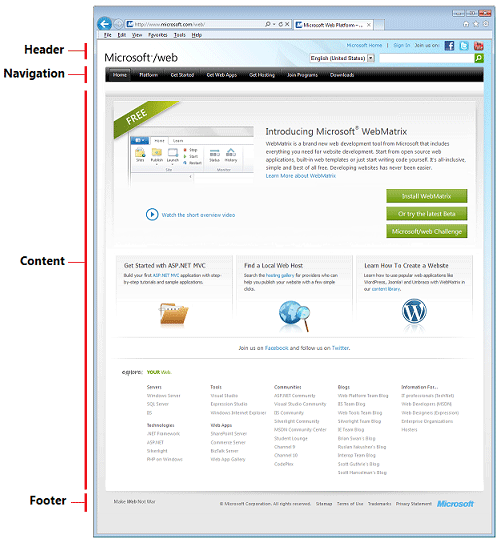 http://www.microsoft.com/web/
Microsoft Web Platform - ...
File Edit View Favorites Tools Help
Header
Microsoft Home | Sign In Join us on:
Microsoft /web
English (United States)
Navigation
Home Platform Get Started Get Web Apps Get Hosting Join Programs Downloads
Content
FREE
Home Learn
Sites Publish Launch Stop Start Restart Status History
Site
Introducing Microsoft® WebMatrix
WebMatrix is a brand new web development tool from Microsoft that includes
everything you need for website development. Start from open source web
applications, built-in web templates or just start writing code yourself. It's all-inclusive,
simple and best of all free. Developing websites has never been easier.
Learn More about WebMatrix
Install WebMatrix
Or try the latest Beta
Microsoft/web Challenge
Watch the short overview video
Get Started with ASP.NET MVC
Build your first ASP.NET MVC application with step-
by-step tutorials and sample applications.
Find a Local Web Host
Search the hosting gallery for providers who can
help you publish your website with a few simple
clicks.
Learn How To Create a Website
Learn how to use popular web applications like
WordPress, Joomla! and Umbraco with WebMatrix in
our content library.
Join us on Facebook and follow us on Twitter.
explore: YOUR Web.
Servers
Windows Server
SQL Server
IIS
Technologies
.NET Framework
ASP.NET
Silverlight
PHP on Windows
Tools
Visual Studio
Expression Studio
Windows Internet Explorer
Web Apps
SharePoint Server
Commerce Server
BizTalk Server
Web App Gallery
Communities
ASP.NET Community
Visual Studio Community
IIS Community
Silverlight Community
MSDN Community Center
Student Lounge
Channel 9
Channel 10
CodePlex
Blogs
Web Platform Team Blog
IIS Team Blog
Web Tools Team Blog
Silverlight Team Blog
IE Team Blog
Brian Swan's Blog
Ruslan Yakushev's Blog
Interop Team Blog
Scott Guthrie's Blog
Scott Hanselman's Blog
Information For...
IT professionals (TechNet)
Web Developers (MSDN)
Web Designers (Expression)
Enterprise Organizations
Hosters
Footer
Make Web Not War
© Microsoft Corporation. All rights reserved. Sitemap Terms of Use Trademarks Privacy Statement Microsoft